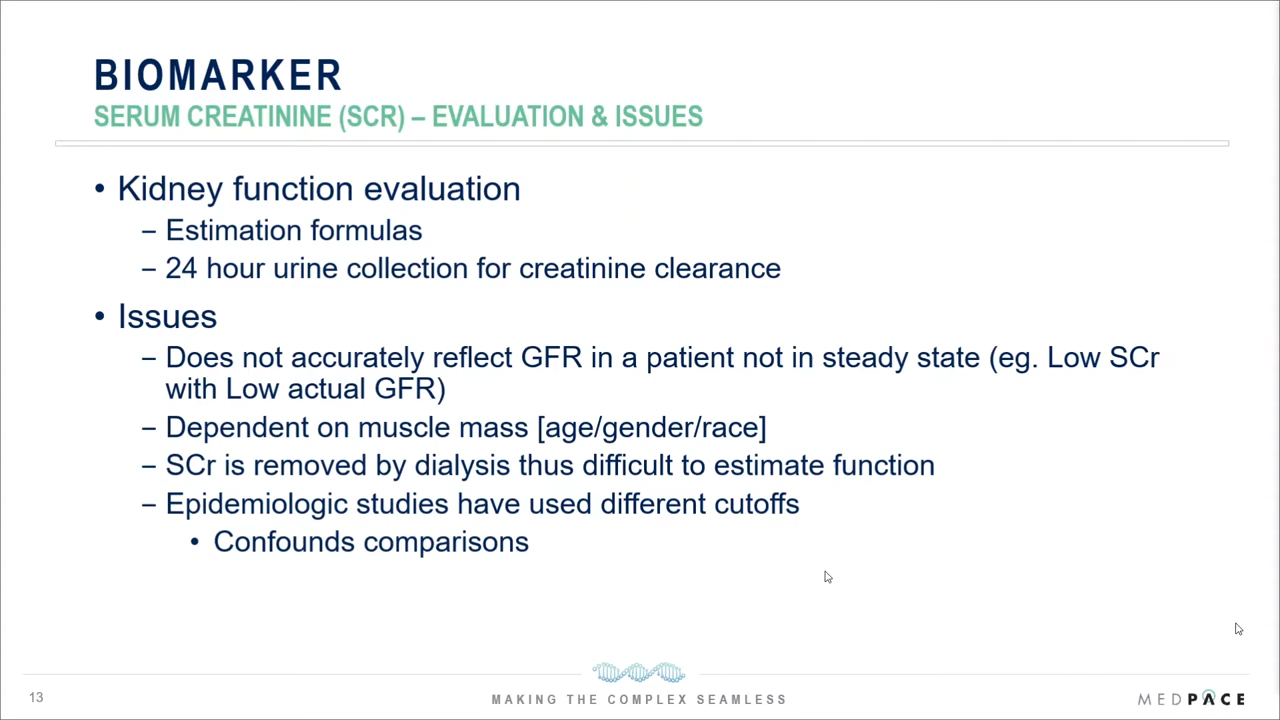 BIOMARKER
SERUM CREATININE (SCR) – EVALUATION & ISSUES
• Kidney function evaluation
– Estimation formulas
– 24 hour urine collection for creatinine clearance
• Issues
– Does not accurately reflect GFR in a patient not in steady state (eg. Low SCr
with Low actual GFR)
– Dependent on muscle mass [age/gender/race]
– SCr is removed by dialysis thus difficult to estimate function
– Epidemiologic studies have used different cutoffs
• Confounds comparisons
13
MAKING THE COMPLEX SEAMLESS
MEDPACE